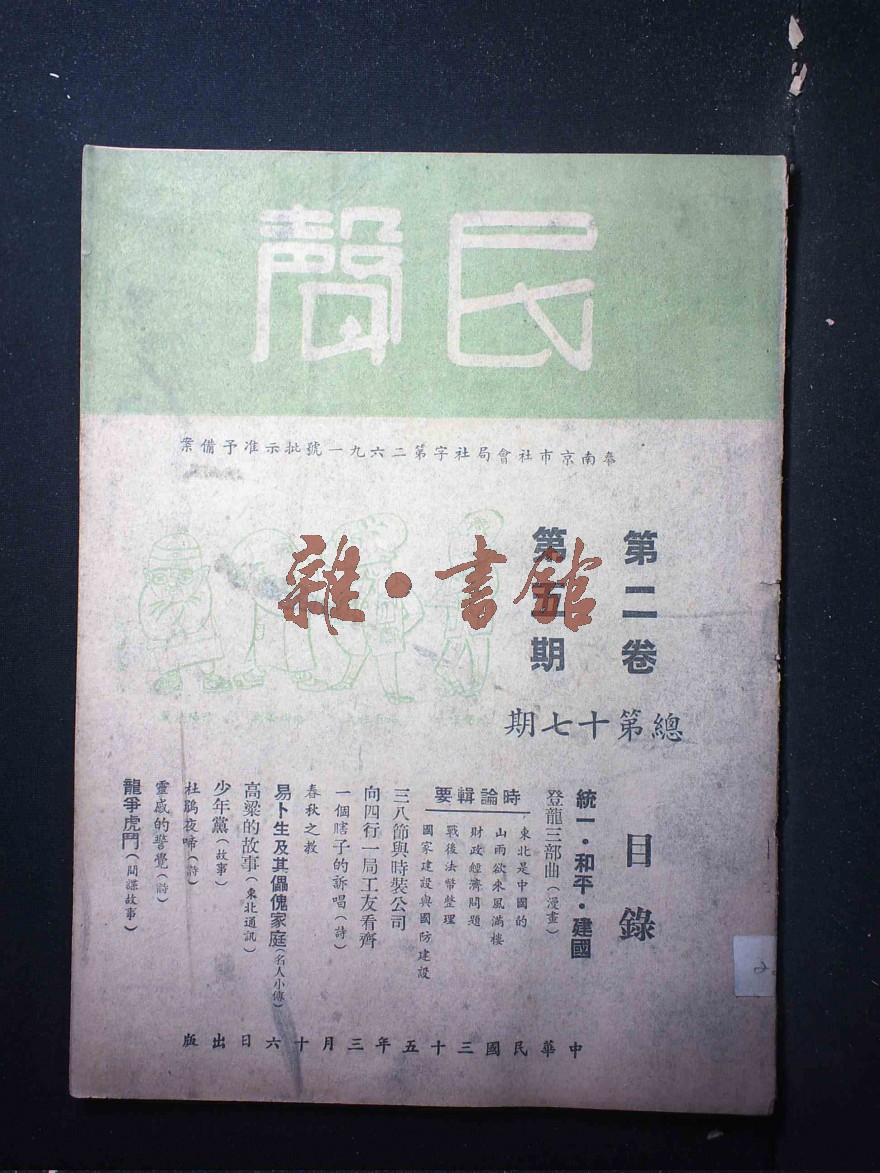 民聲
奉南京市社會局社字第二六九一號批示准予備案
第二卷
第五期
總第十七期
雜·書館
目錄
統一·和平·建國
登龍三部曲（漫畫）
時論輯要
東北是中國的
山雨欲來風滿樓
財政經濟問題
戰後法幣整理
國家建設與國防建設
三八節與時裝公司
向四行一局工友看齊
一個瞎子的訴唱（詩）
春秋之教
易卜生及其儡傀家庭（名人小傳）
高粱的故事（東北通訊）
少年黨（故事）
杜鵑夜啼（詩）
靈感的警覺（詩）
龍爭虎鬥（間諜故事）
中華民國三十五年三月十六日出版